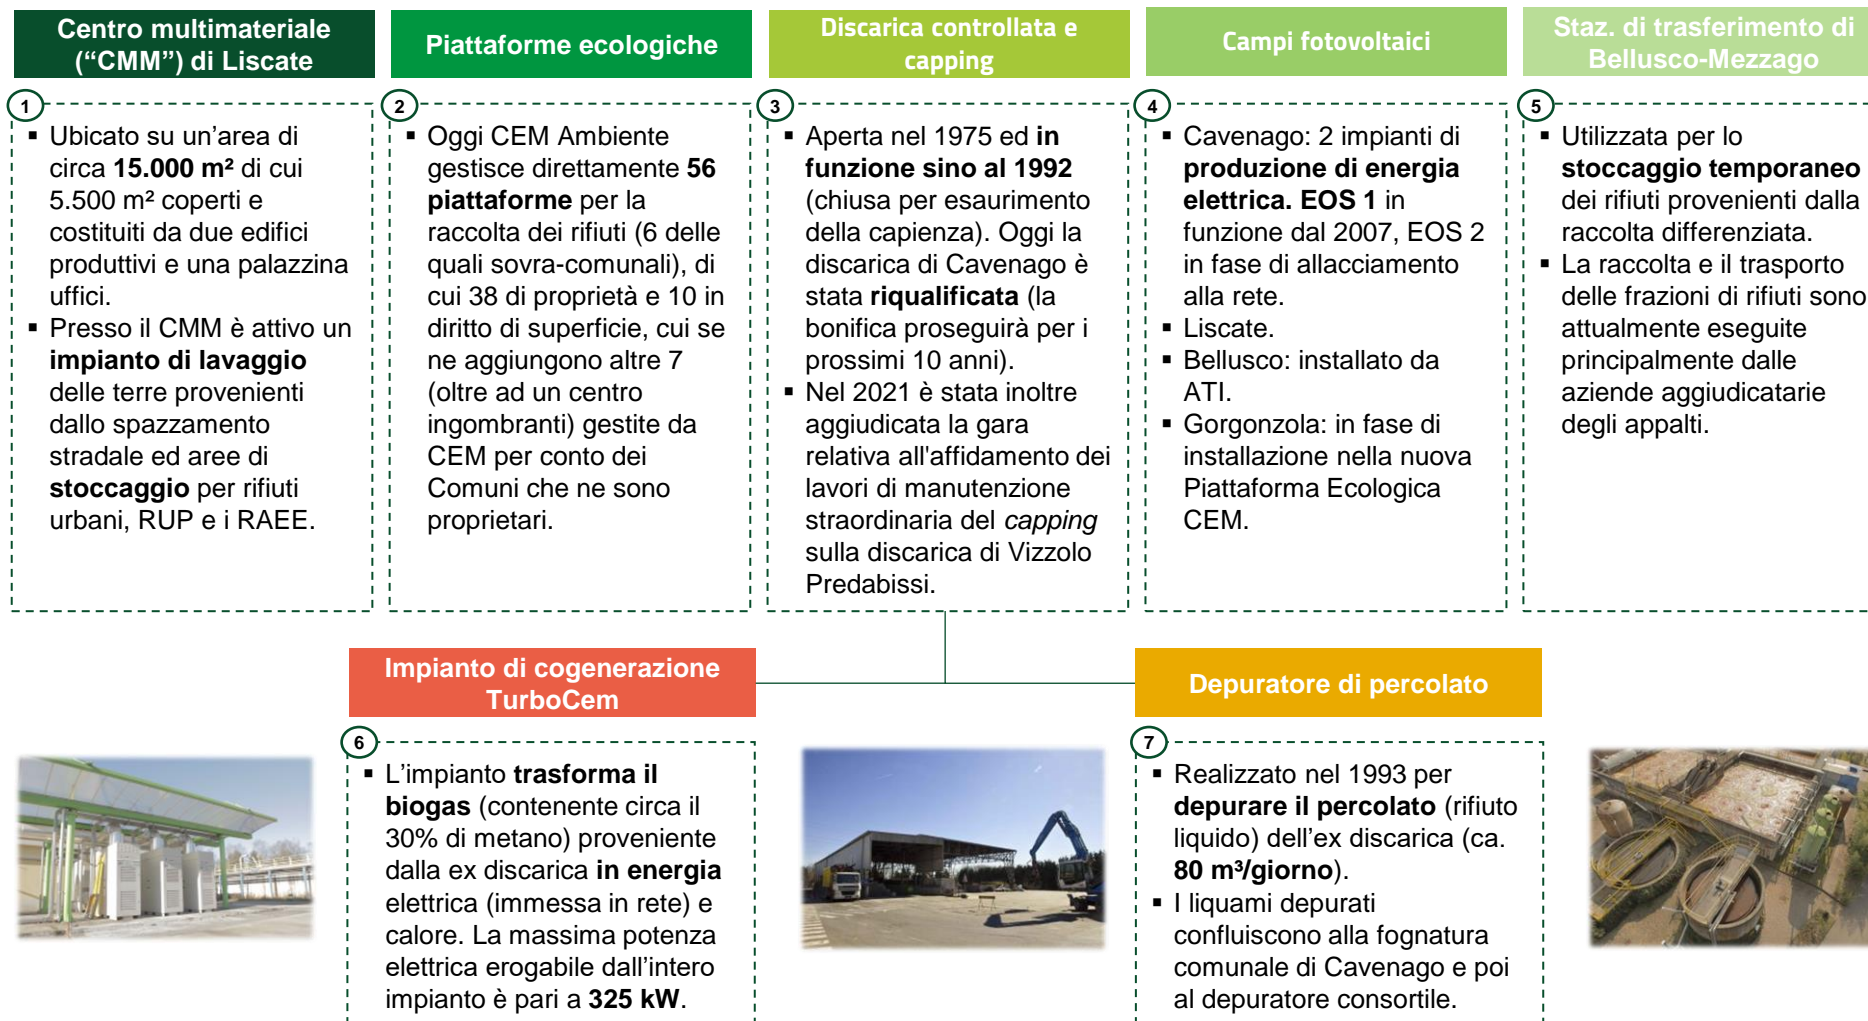 Centro multimateriale
(“CMM”) di Liscate
1
▪ Ubicato su un’area di
circa 15.000 m² di cui
5.500 m² coperti e
costituiti da due edifici
produttivi e una palazzina
uffici.
▪ Presso il CMM è attivo un
impianto di lavaggio
delle terre provenienti
dallo spazzamento
stradale ed aree di
stoccaggio per rifiuti
urbani, RUP e i RAEE.
Piattaforme ecologiche
2
▪ Oggi CEM Ambiente
gestisce direttamente 56
piattaforme per la
raccolta dei rifiuti (6 delle
quali sovra-comunali), di
cui 38 di proprietà e 10 in
diritto di superficie, cui se
ne aggiungono altre 7
(oltre ad un centro
ingombranti) gestite da
CEM per conto dei
Comuni che ne sono
proprietari.
Discarica controllata e
capping
3
▪ Aperta nel 1975 ed in
funzione sino al 1992
(chiusa per esaurimento
della capienza). Oggi la
discarica di Cavenago è
stata riqualificata (la
bonifica proseguirà per i
prossimi 10 anni).
▪ Nel 2021 è stata inoltre
aggiudicata la gara
relativa all'affidamento dei
lavori di manutenzione
straordinaria del capping
sulla discarica di Vizzolo
Predabissi.
Campi fotovoltaici
4
▪ Cavenago: 2 impianti di
produzione di energia
elettrica. EOS 1 in
funzione dal 2007, EOS 2
in fase di allacciamento
alla rete.
▪ Liscate.
▪ Bellusco: installato da
ATI.
▪ Gorgonzola: in fase di
installazione nella nuova
Piattaforma Ecologica
CEM.
Staz. di trasferimento di
Bellusco-Mezzago
5
▪ Utilizzata per lo
stoccaggio temporaneo
dei rifiuti provenienti dalla
raccolta differenziata.
▪ La raccolta e il trasporto
delle frazioni di rifiuti sono
attualmente eseguite
principalmente dalle
aziende aggiudicatarie
degli appalti.
Impianto di cogenerazione
TurboCem
6
▪ L’impianto trasforma il
biogas (contenente circa il
30% di metano) proveniente
dalla ex discarica in energia
elettrica (immessa in rete) e
calore. La massima potenza
elettrica erogabile dall’intero
impianto è pari a 325 kW.
Depuratore di percolato
7
▪ Realizzato nel 1993 per
depurare il percolato (rifiuto
liquido) dell’ex discarica (ca.
80 m³/giorno).
▪ I liquami depurati
confluiscono alla fognatura
comunale di Cavenago e poi
al depuratore consortile.